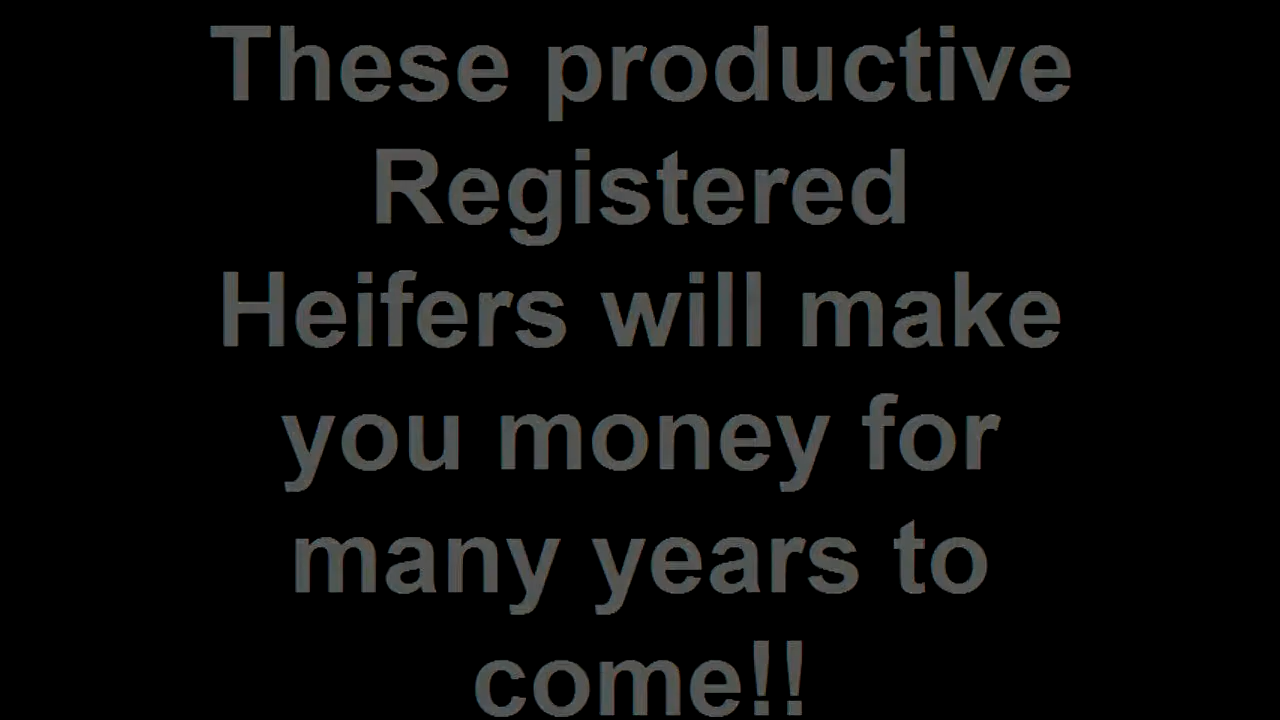 These productive
Registered
Heifers will make
you money for
many years to
come!!